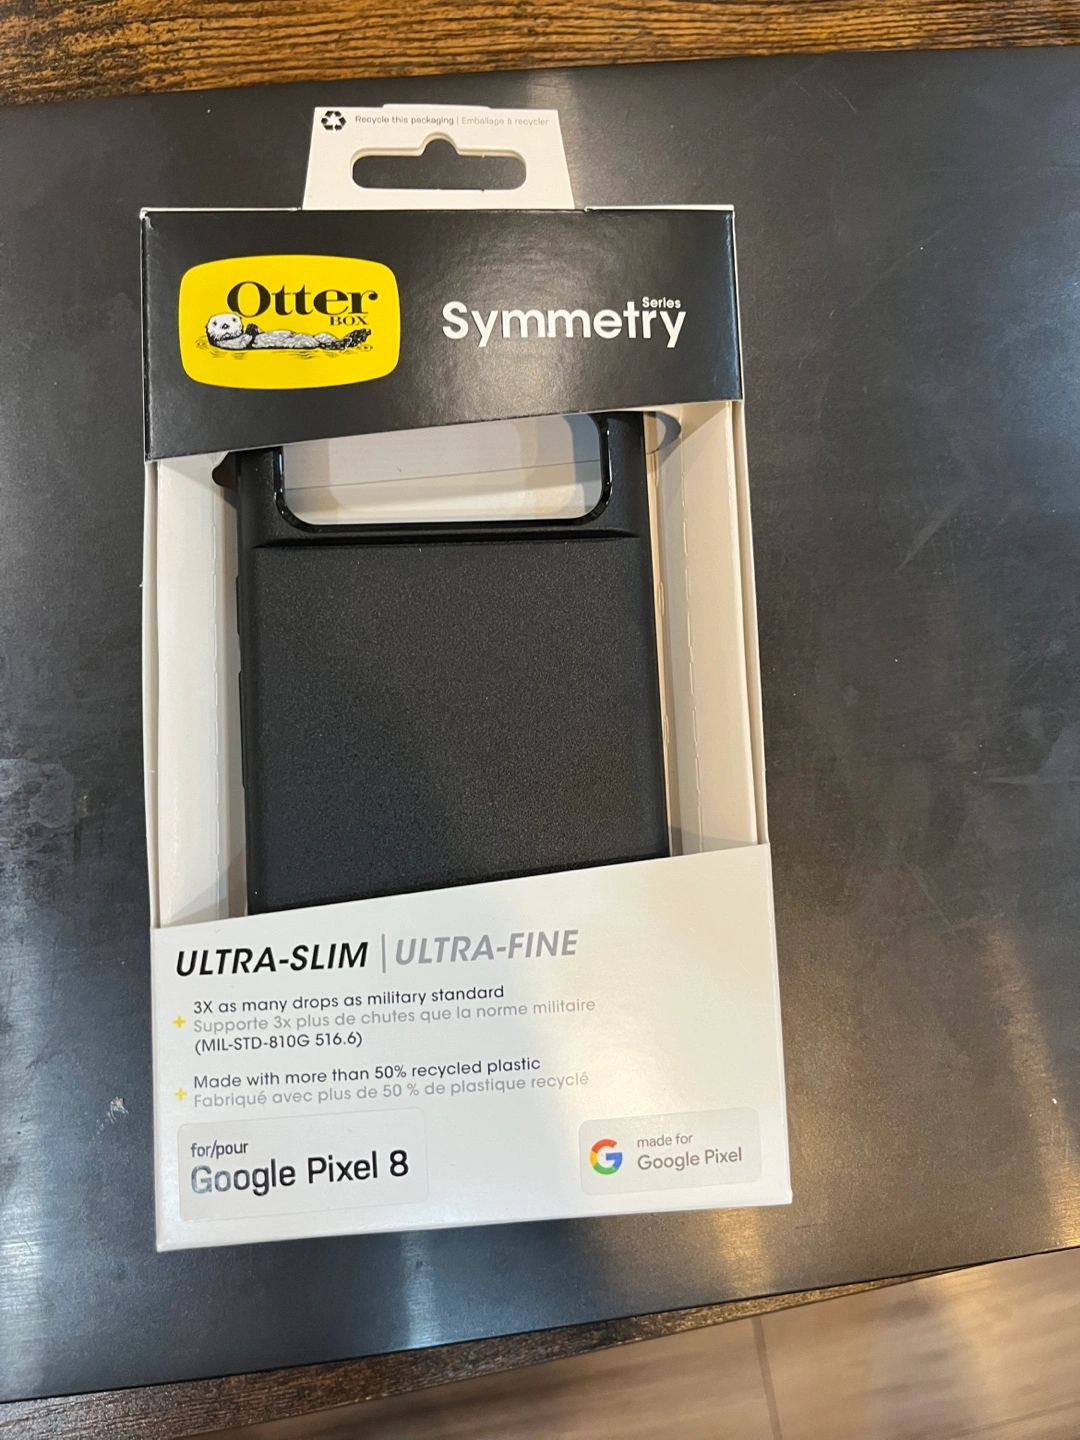 Recycle this packaging | Emballage à recycler
Otter
BOX
Series
Symmetry
ULTRA-SLIM | ULTRA-FINE
+ 3X as many drops as military standard
Supporte 3x plus de chutes que la norme militaire
(MIL-STD-810G 516.6)
+ Made with more than 50% recycled plastic
Fabriqué avec plus de 50 % de plastique recyclé
for/pour
Google Pixel 8
made for
Google Pixel